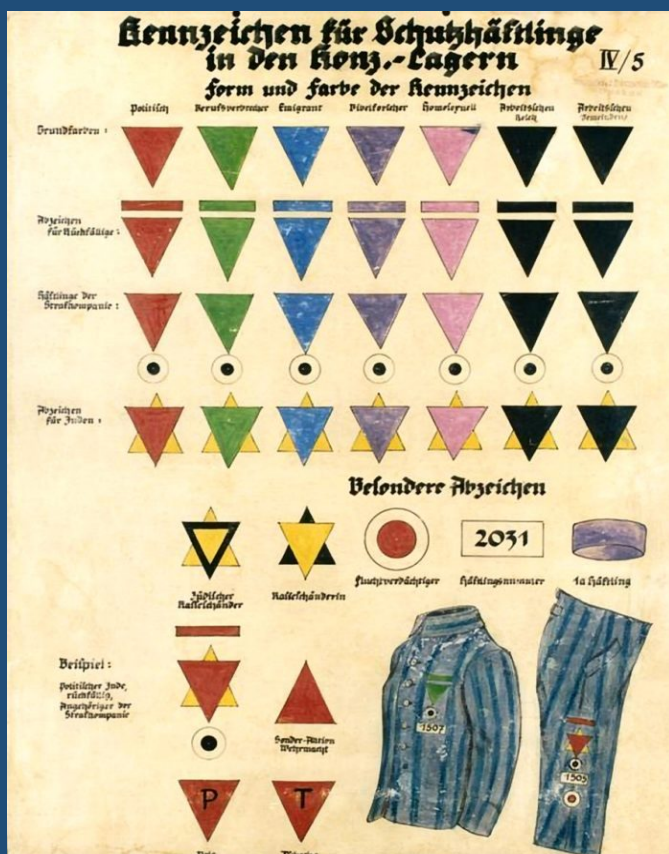 Kennzeichen für Schutzhäftlinge
in den Konz.-Lagern
IV/5
Form und Farbe der Kennzeichen
Politisch Berufsverbrecher Emigrant Bibelforscher Homosexuell Arbeitsscheu Reich Arbeitsscheu Gemeinden
Grundfarben:
Abzeichen
für Rückfällige:
Häftlinge der
Strafkompanie:
Abzeichen
für Juden:
Besondere Abzeichen
2031
Jüdischer
Rasseschänder
Rasseschänderin
Fluchtverdächtiger
Häftlingsnummer
1a Häftling
Beispiel:
Politischer Jude,
rückfällig,
Angehöriger der
Strafkompanie
Sonder-Aktion
Wehrmacht
1507
1505
P
T